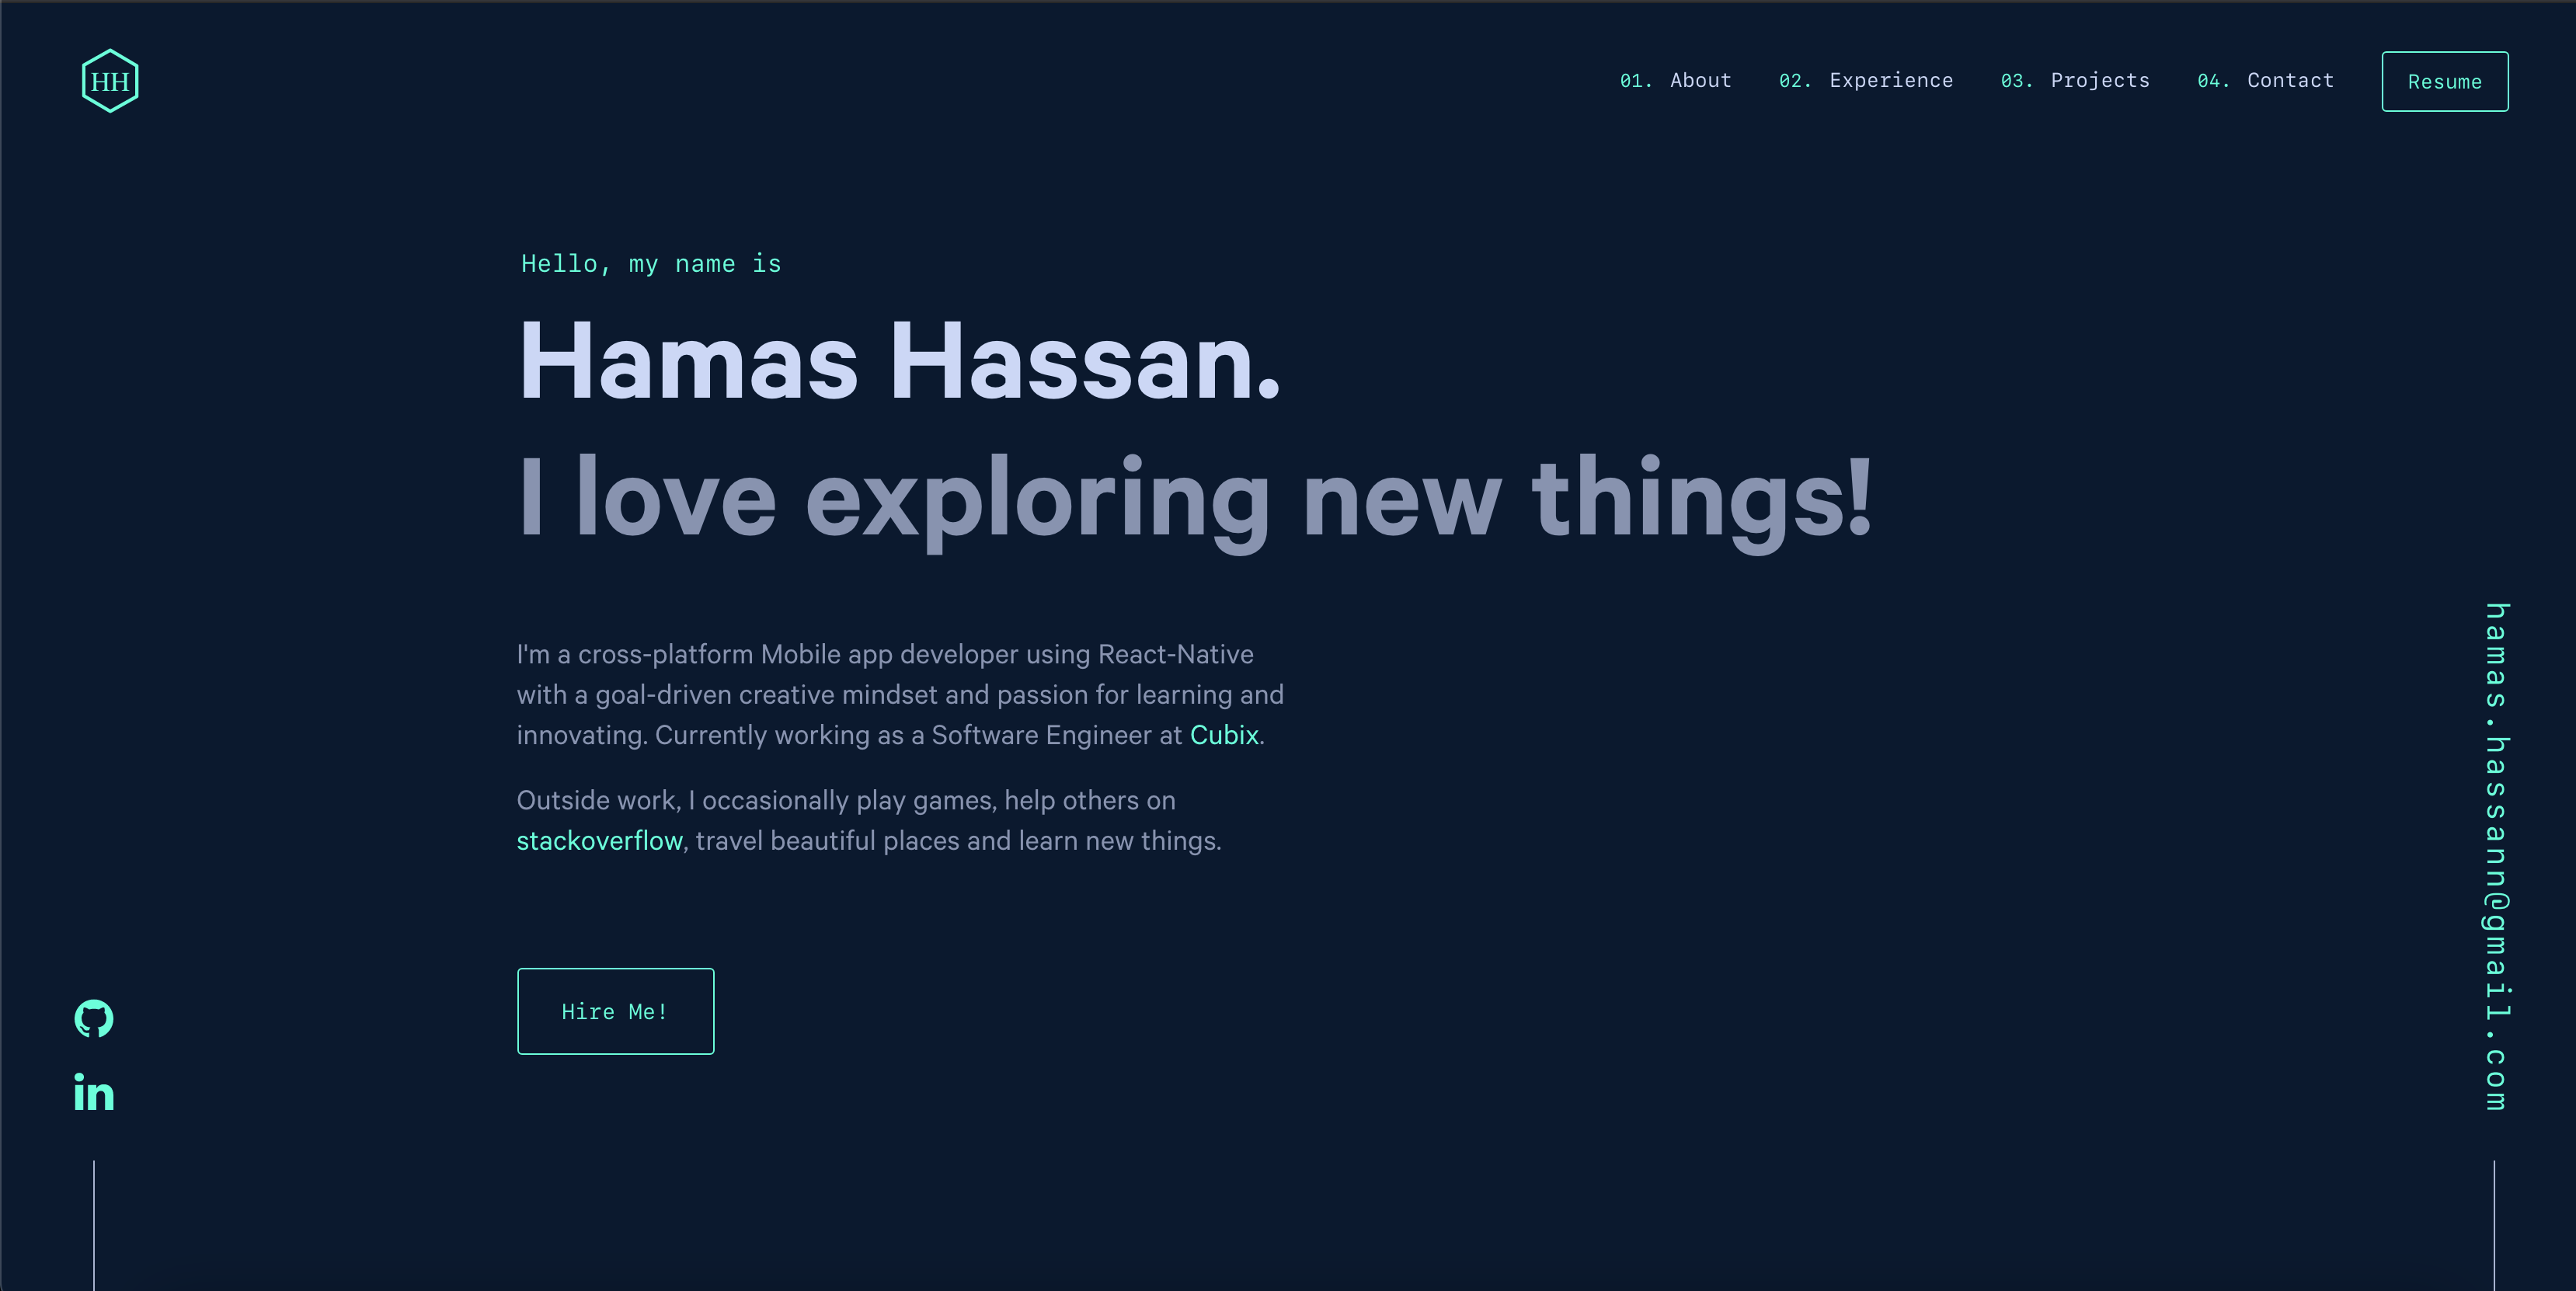 HH
01. About 02. Experience 03. Projects 04. Contact Resume
Hello, my name is
Hamas Hassan.
I love exploring new things!
I'm a cross-platform Mobile app developer using React-Native
with a goal-driven creative mindset and passion for learning and
innovating. Currently working as a Software Engineer at Cubix.
Outside work, I occasionally play games, help others on
stackoverflow, travel beautiful places and learn new things.
Hire Me!
in
hamas.hassann@gmail.com